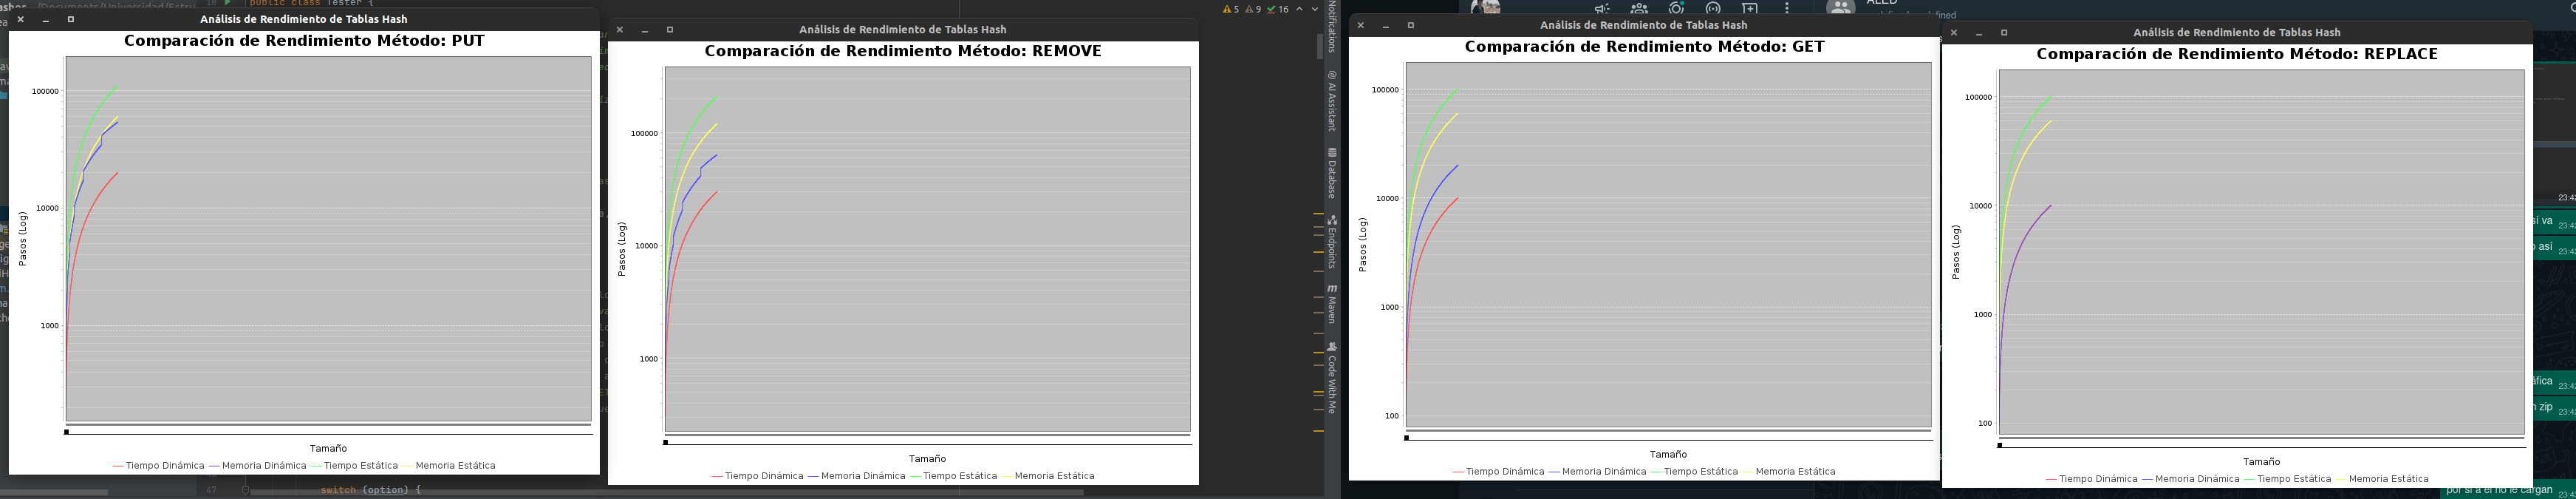 Análisis de Rendimiento de Tablas Hash
Comparación de Rendimiento Método: PUT
100000
10000
1000
Pasos (Log)
Tamaño
Tiempo Dinámica Memoria Dinámica Tiempo Estática Memoria Estática
public class Tester {
47 switch (option) {
Análisis de Rendimiento de Tablas Hash
Comparación de Rendimiento Método: REMOVE
100000
10000
1000
Pasos (Log)
Tamaño
Tiempo Dinámica Memoria Dinámica Tiempo Estática Memoria Estática
5 9 16
Notifications
AI Assistant
Database
Endpoints
Maven
Code With Me
Análisis de Rendimiento de Tablas Hash
Comparación de Rendimiento Método: GET
100000
10000
1000
100
Pasos (Log)
Tamaño
Tiempo Dinámica Memoria Dinámica Tiempo Estática Memoria Estática
Análisis de Rendimiento de Tablas Hash
Comparación de Rendimiento Método: REPLACE
100000
10000
1000
100
Pasos (Log)
Tamaño
Tiempo Dinámica Memoria Dinámica Tiempo Estática Memoria Estática
si va
así
zip
por si a el no le cargan